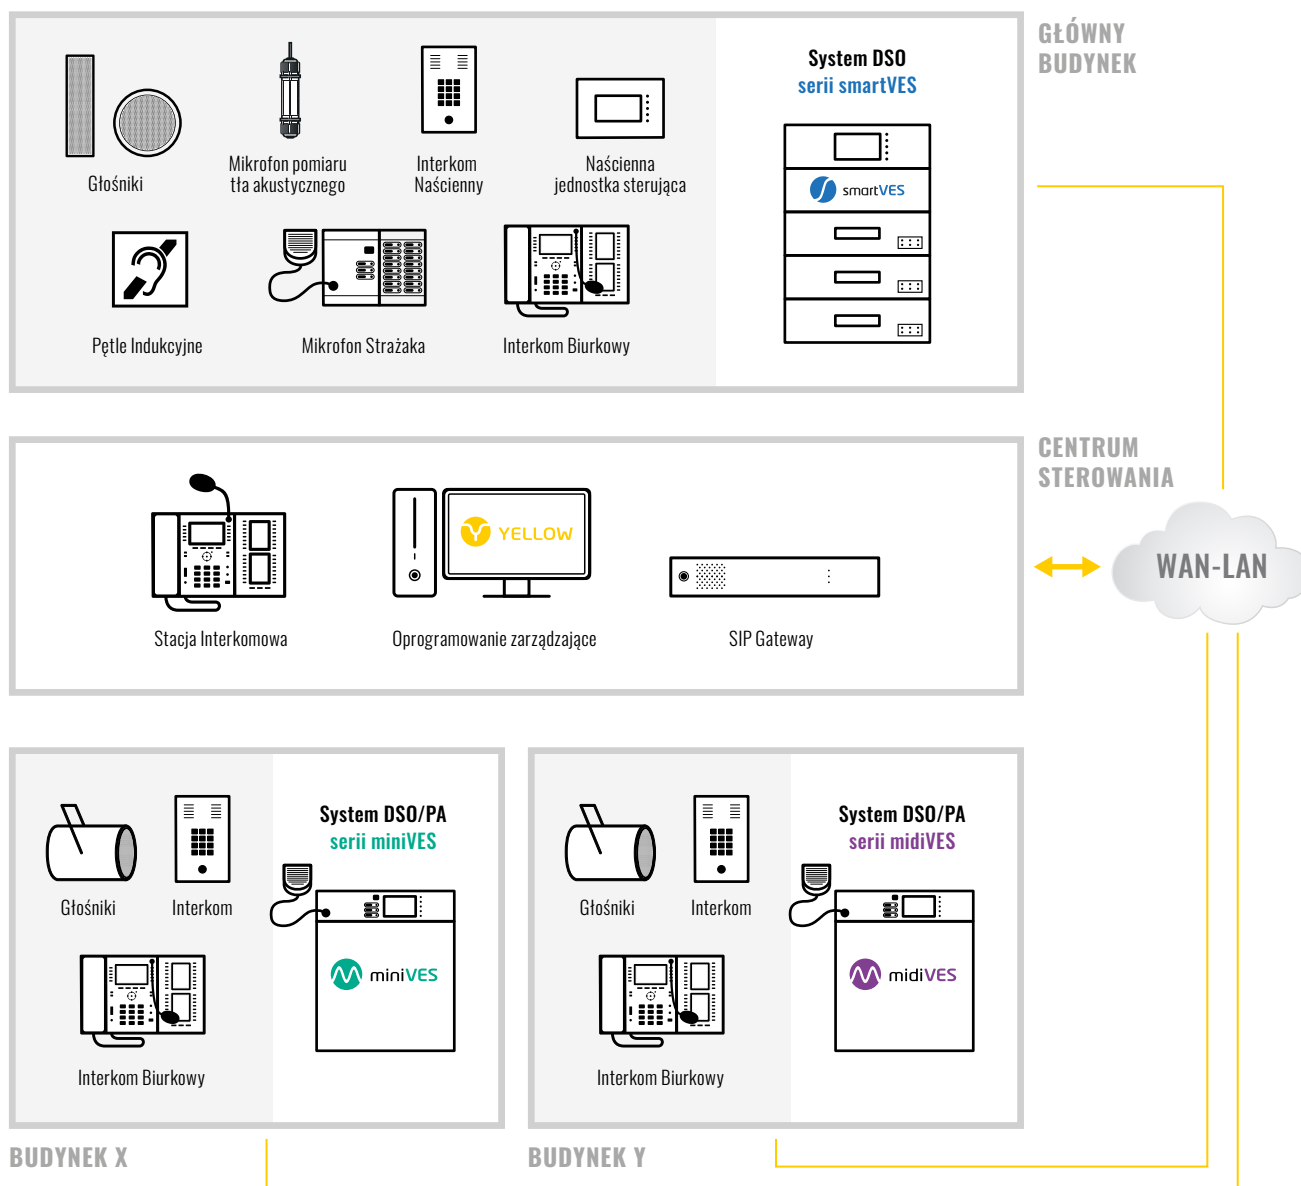 GŁÓWNY
BUDYNEK
System DSO
serii smartVES
Głośniki
Mikrofon pomiaru
tła akustycznego
Interkom
Naścienny
Naścienna
jednostka sterująca
smartVES
Pętle Indukcyjne
Mikrofon Strażaka
Interkom Biurkowy
CENTRUM
STEROWANIA
YELLOW
WAN-LAN
Stacja Interkomowa
Oprogramowanie zarządzające
SIP Gateway
System DSO/PA
serii miniVES
Głośniki
Interkom
miniVES
Interkom Biurkowy
System DSO/PA
serii midiVES
Głośniki
Interkom
midiVES
Interkom Biurkowy
BUDYNEK X
BUDYNEK Y